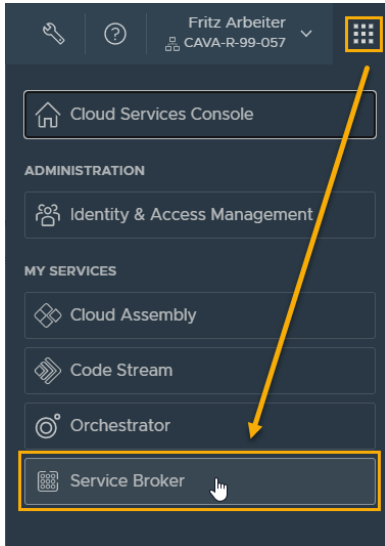 Fritz Arbeiter
CAVA-R-99-057
Cloud Services Console
ADMINISTRATION
Identity & Access Management
MY SERVICES
Cloud Assembly
Code Stream
Orchestrator
Service Broker